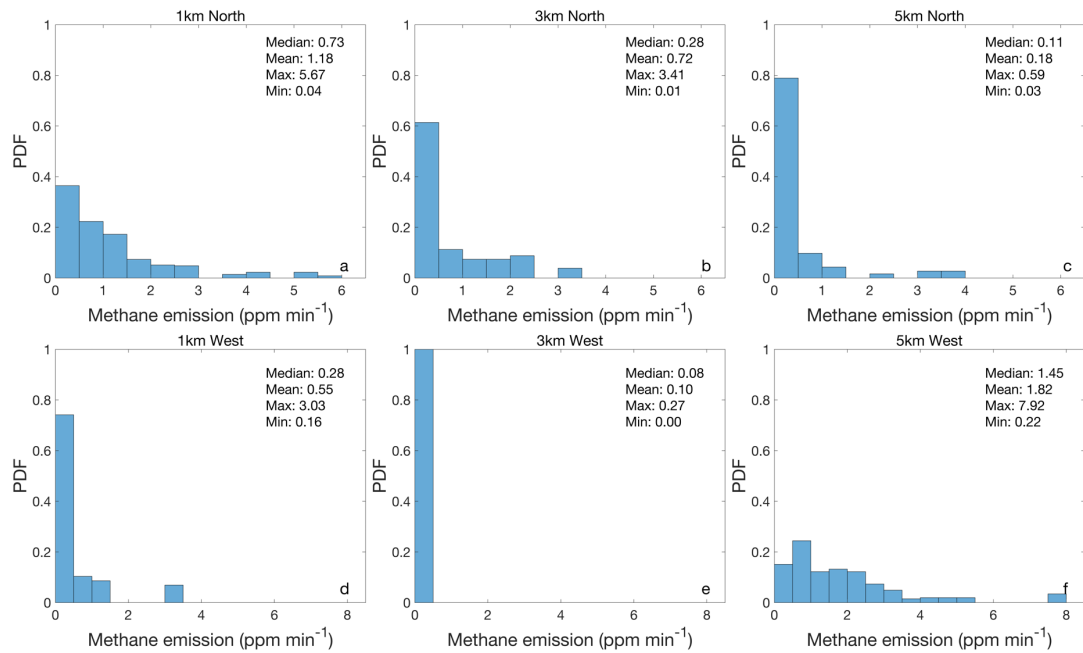 1km North
1
0.8
0.6
0.4
0.2
0
PDF
Median: 0.73
Mean: 1.18
Max: 5.67
Min: 0.04
a
0 1 2 3 4 5 6
Methane emission (ppm min⁻¹)
3km North
1
0.8
0.6
0.4
0.2
0
PDF
Median: 0.28
Mean: 0.72
Max: 3.41
Min: 0.01
b
0 1 2 3 4 5 6
Methane emission (ppm min⁻¹)
5km North
1
0.8
0.6
0.4
0.2
0
PDF
Median: 0.11
Mean: 0.18
Max: 0.59
Min: 0.03
c
0 1 2 3 4 5 6
Methane emission (ppm min⁻¹)
1km West
1
0.8
0.6
0.4
0.2
0
PDF
Median: 0.28
Mean: 0.55
Max: 3.03
Min: 0.16
d
0 2 4 6 8
Methane emission (ppm min⁻¹)
3km West
1
0.8
0.6
0.4
0.2
0
PDF
Median: 0.08
Mean: 0.10
Max: 0.27
Min: 0.00
e
0 2 4 6 8
Methane emission (ppm min⁻¹)
5km West
1
0.8
0.6
0.4
0.2
0
PDF
Median: 1.45
Mean: 1.82
Max: 7.92
Min: 0.22
f
0 2 4 6 8
Methane emission (ppm min⁻¹)